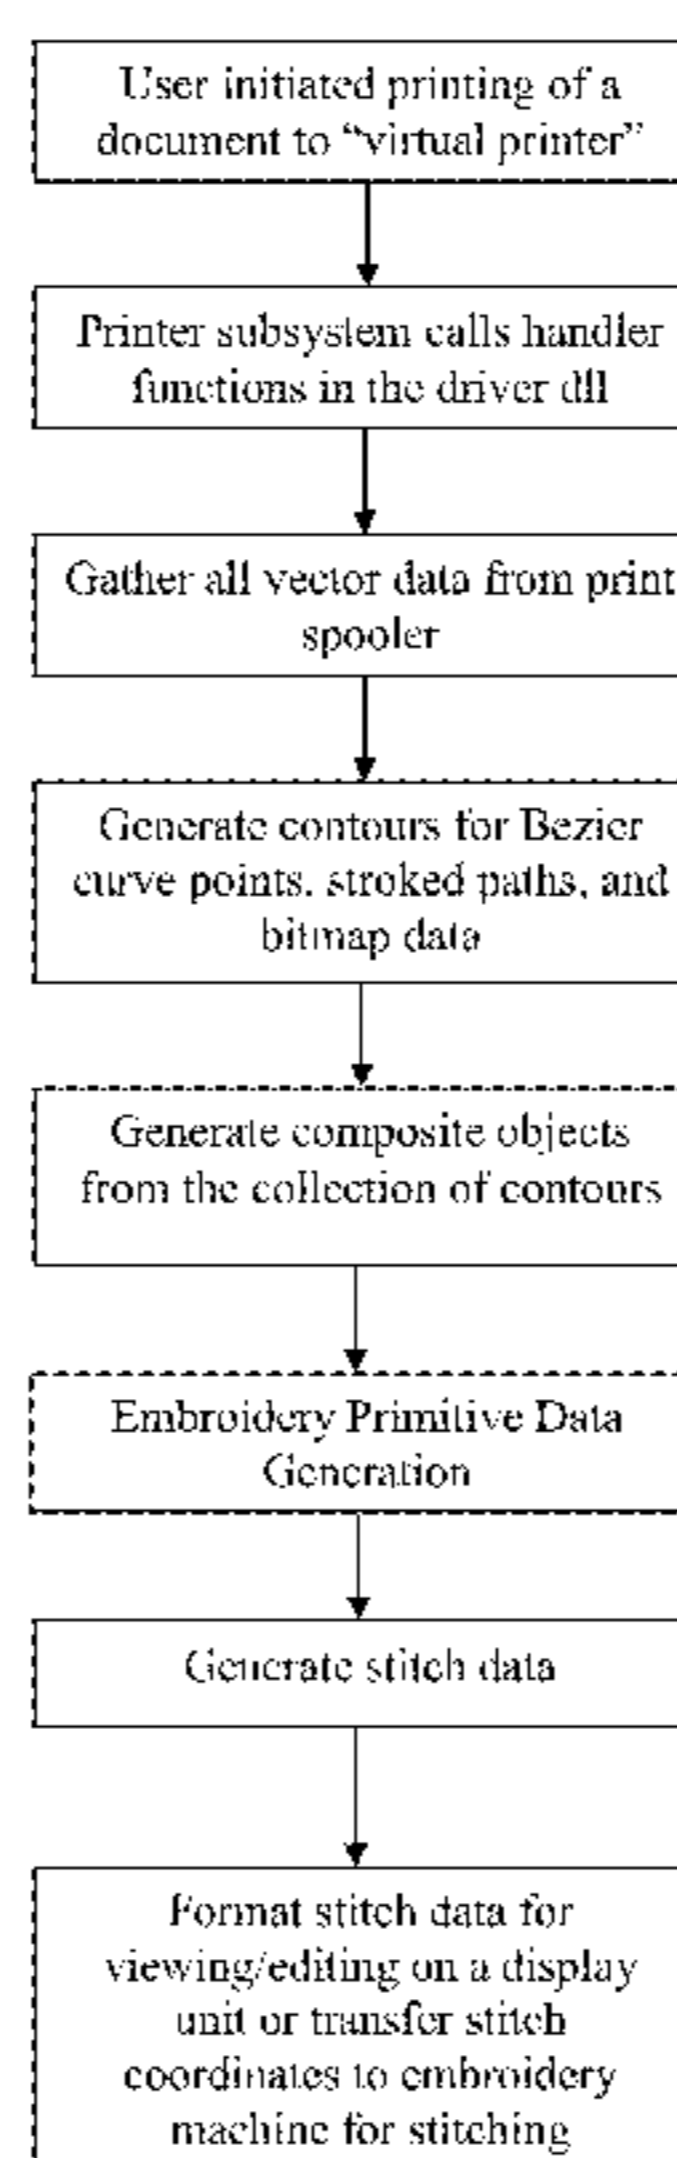 User initiated printing of a
document to “virtual printer”
Printer subsystem calls handler
functions in the driver dll
Gather all vector data from print
spooler
Generate contours for Bezier
curve points, stroked paths, and
bitmap data
Generate composite objects
from the collection of contours
Embroidery Primitive Data
Generation
Generate stitch data
Format stitch data for
viewing/editing on a display
unit or transfer stitch
coordinates to embroidery
machine for stitching